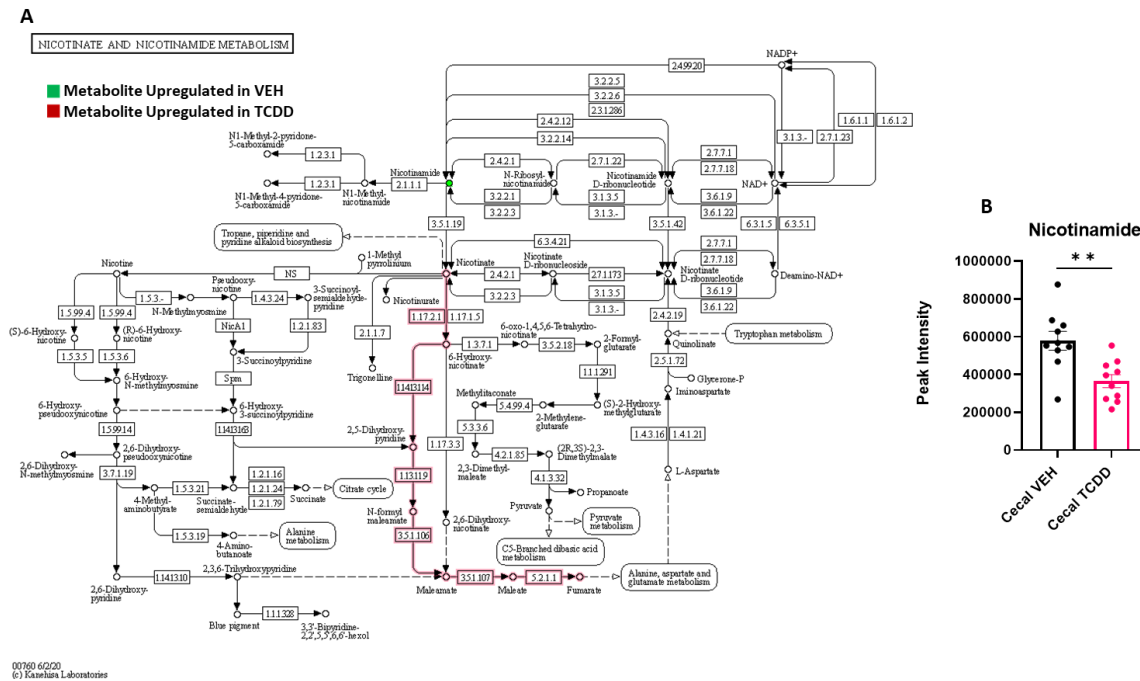 A
NICOTINATE AND NICOTINAMIDE METABOLISM
Metabolite Upregulated in VEH
Metabolite Upregulated in TCDD
NADP+
2.4.99.20
3.2.2.5
3.2.2.6
2.3.1.286
1.6.1.1
1.6.1.2
2.4.2.12
3.1.3.-
2.7.1.23
N1-Methyl-2-pyridone-
5-carboxamide
3.2.2.14
1.2.3.1
2.7.7.1
2.7.7.18
Nicotinamide
2.4.2.1
N-Ribosyl-
nicotinamide
2.7.1.22
Nicotinamide
D-ribonucleotide
NAD+
1.2.3.1
2.1.1.1
N1-Methyl-4-pyridone-
5-carboxamide
N1-Methyl-
nicotinamide
3.2.2.1
3.2.2.3
3.1.3.5
3.1.3.-
3.6.1.9
3.6.1.22
3.5.1.19
3.5.1.42
6.3.1.5
6.3.5.1
Tropane, piperidine and
pyridine alkaloid biosynthesis
6.3.4.21
2.7.7.1
2.7.7.18
1-Methyl
pyrrolinium
Nicotine
NS
Nicotinate
2.4.2.1
Nicotinate
D-ribonucleoside
2.7.1.173
Nicotinate
D-ribonucleotide
Deamino-NAD+
Pseudooxy-
nicotine
1.5.3.-
N-Methylmyosmine
1.4.3.24
3-Succinoyl-
semialdehyde-
pyridine
Nicotinurate
3.2.2.3
3.1.3.5
3.1.3.-
3.6.1.9
3.6.1.22
1.5.99.4
1.5.99.4
NicA1
1.2.1.83
1.17.2.1
1.17.1.5
2.4.2.19
(S)-6-Hydroxy-
nicotine
(R)-6-Hydroxy-
nicotine
2.1.1.7
6-oxo-1,4,5,6-Tetrahydro-
nicotinate
2-Formyl-
glutarate
Quinolinate
Tryptophan metabolism
1.3.7.1
3.5.2.18
1.5.3.5
1.5.3.6
3-Succinoylpyridine
6-Hydroxy-
nicotinate
2.5.1.72
Trigonelline
1.1.1.291
Glycerone-P
6-Hydroxy-
N-methylmyosmine
Spm
1.14.13.114
Iminoaspartate
6-Hydroxy-
pseudooxynicotine
6-Hydroxy-
3-succinoylpyridine
Methylitaconate
5.4.99.4
2-Methylene-
glutarate
(S)-2-Hydroxy-
methylglutarate
1.5.99.14
1.14.13.163
2,5-Dihydroxy-
pyridine
1.17.3.3
5.3.3.6
1.4.3.16
1.4.1.21
2,6-Dihydroxy-
N-methylmyosmine
2,6-Dihydroxy-
pseudooxynicotine
2,3-Dimethyl-
maleate
4.2.1.85
(2R,3S)-2,3-
Dimethylmalate
L-Aspartate
3.7.1.19
1.2.1.16
1.2.1.24
1.2.1.79
1.13.11.9
4.1.3.32
4-Methyl-
aminobutyrate
1.5.3.21
Succinate-
semialdehyde
Succinate
Citrate cycle
Propanoate
N-formyl
maleamate
2,6-Dihydroxy-
nicotinate
Pyruvate
Pyruvate
metabolism
1.5.3.19
4-Amino-
butanoate
Alanine
metabolism
3.5.1.106
C5-Branched dibasic acid
metabolism
2,3,6-Trihydroxypyridine
1.14.13.10
2,6-Dihydroxy-
pyridine
Maleamate
3.5.1.107
Maleate
5.2.1.1
Fumarate
Alanine, aspartate and
glutamate metabolism
Blue pigment
1.1.1.328
3,3'-Bipyridine-
2,2',5,5',6,6'-hexol
00760 6/2/20
(c) Kanehisa Laboratories
B
Nicotinamide
**
1000000
800000
600000
400000
200000
0
Peak Intensity
Cecal VEH
Cecal TCDD